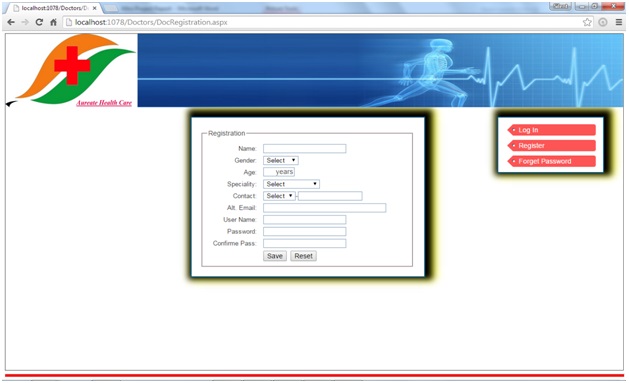 localhost:1078/Doctors/D
Silent
localhost:1078/Doctors/DocRegistration.aspx
Aureate Health Care
Registration
Name:
Gender: Select
Age: years
Speciality: Select
Contact: Select -
Alt. Email:
User Name:
Password:
Confirme Pass:
Save Reset
Log In
Register
Forget Password